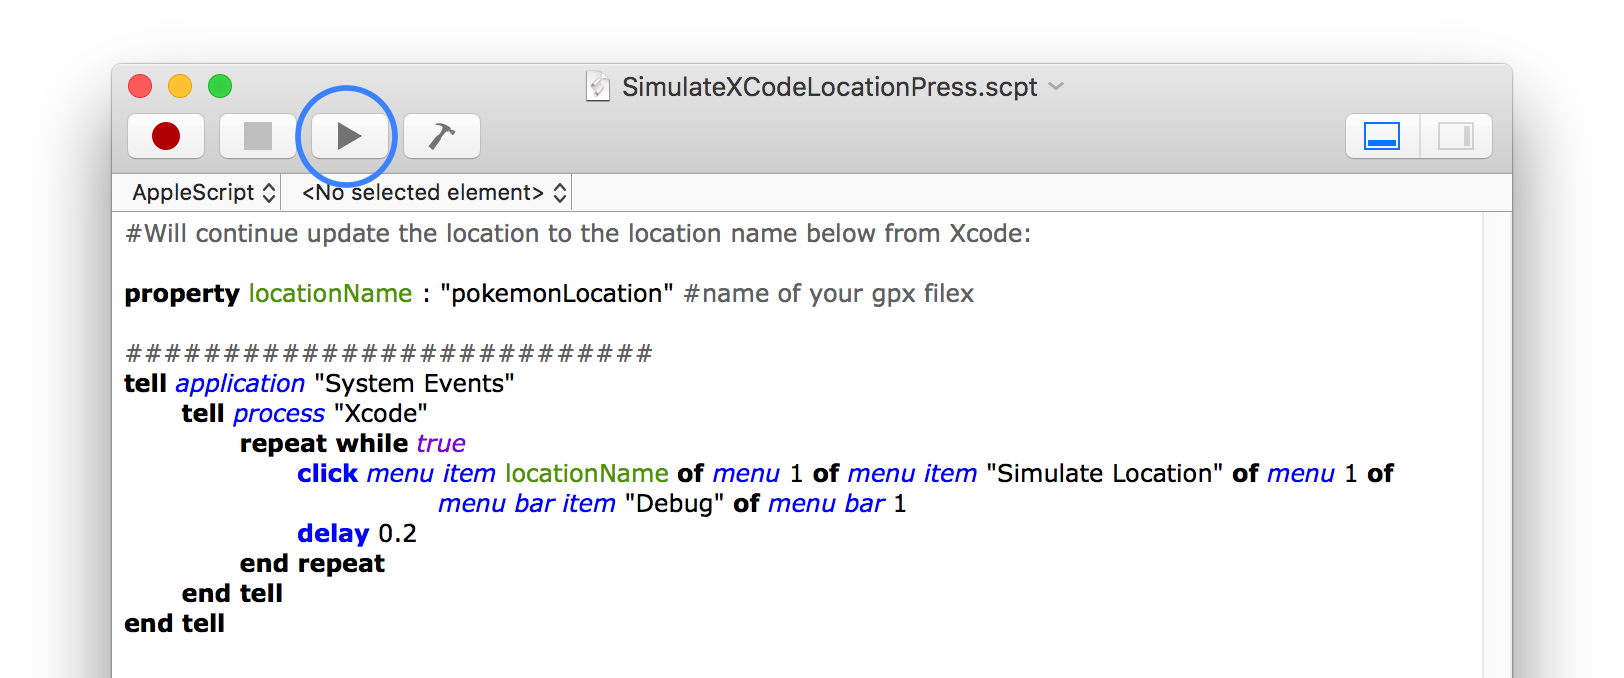 SimulateXCodeLocationPress.scpt
AppleScript <No selected element>
#Will continue update the location to the location name below from Xcode:
property locationName : "pokemonLocation" #name of your gpx filex
###########################
tell application "System Events"
tell process "Xcode"
repeat while true
click menu item locationName of menu 1 of menu item "Simulate Location" of menu 1 of
menu bar item "Debug" of menu bar 1
delay 0.2
end repeat
end tell
end tell